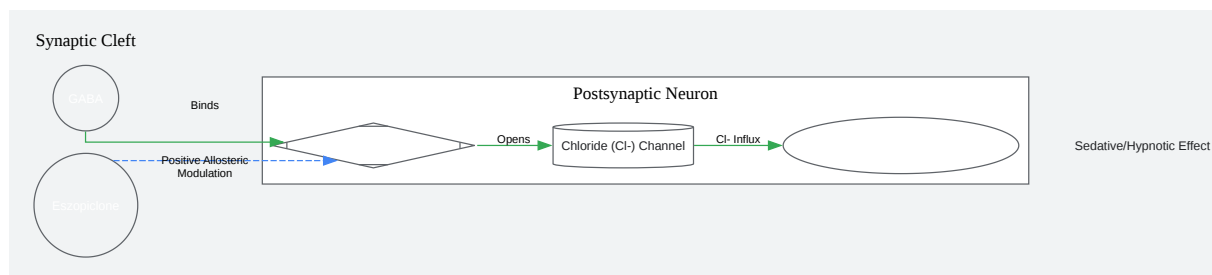 Synaptic Cleft
GABA
Binds
Postsynaptic Neuron
Opens
Chloride (Cl-) Channel
Cl- Influx
Sedative/Hypnotic Effect
Positive Allosteric
Modulation
Eszopiclone